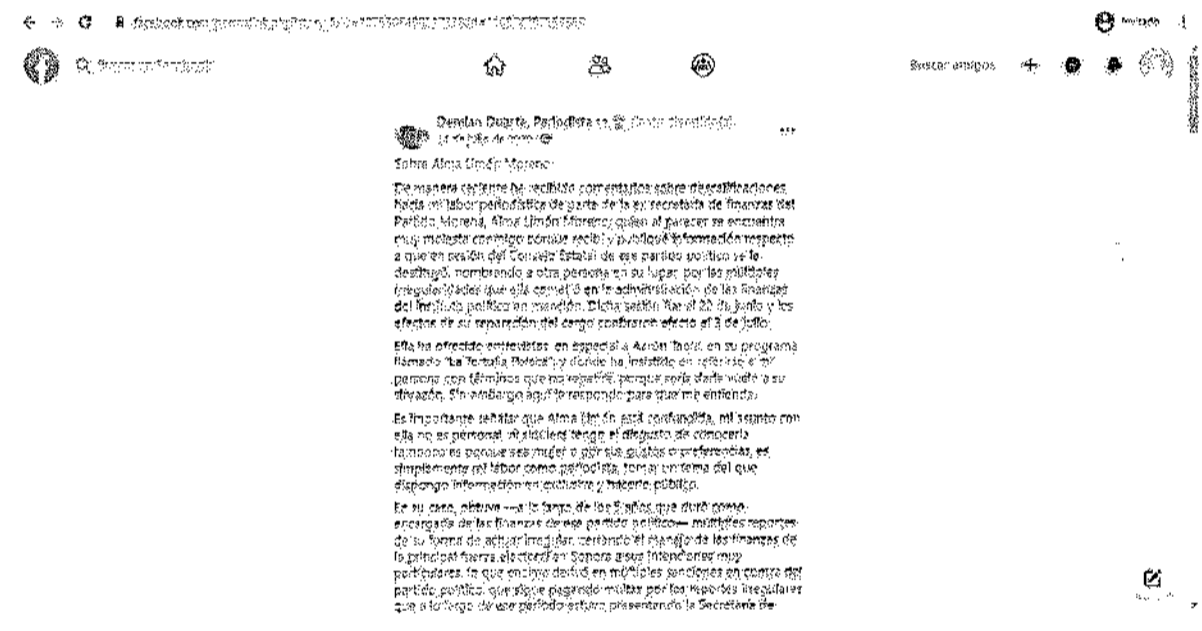 Invitado
Buscar amigos
Demian Duarte, Periodista
Sobre Alma Limón Moreno
De manera reciente he recibido comentarios sobre descalificaciones
hacia mi labor periodística de parte de la ex secretaria de finanzas del
Partido Morena, Alma Limón Moreno, quien al parecer se encuentra
muy molesta conmigo porque recibí y publiqué información respecto
a que en sesión del Consejo Estatal de ese partido político se le
destituyó, nombrando a otra persona en su lugar, por las múltiples
irregularidades que ella cometió en la administración de las finanzas
del instituto político en mención. Dicha sesión fue el 20 de junio y los
efectos de su separación del cargo de julio.
Ella ha ofrecido entrevistas, en especial a Aarón en su programa
llamado "La Tertulia Polaca", y donde ha insistido en referirse a mi
persona con términos que no repetiré, porque sería darle vuelo a su
Sin embargo aquí le respondo para que me entienda.
Es importante señalar que Alma Limón está confundida, mi asunto con
ella no es personal, ni siquiera tengo el disgusto de conocerla
tampoco es porque sea mujer o por sus gustos o preferencias, es
simplemente mi labor como periodista, tomar un tema del que
dispongo información en exclusiva y hacerlo público.
En su caso, obtuve —a lo largo de los años que duró como
encargada de las finanzas de ese partido político— múltiples reportes
de su forma de actuar irregular, el manejo de las finanzas de
la principal fuerza electoral en Sonora a sus intenciones muy
particulares, lo que encima derivó en múltiples sanciones en contra del
partido político, que sigue pagando multas por los reportes irregulares
que a lo largo de ese periodo estuvo presentando la Secretaría de